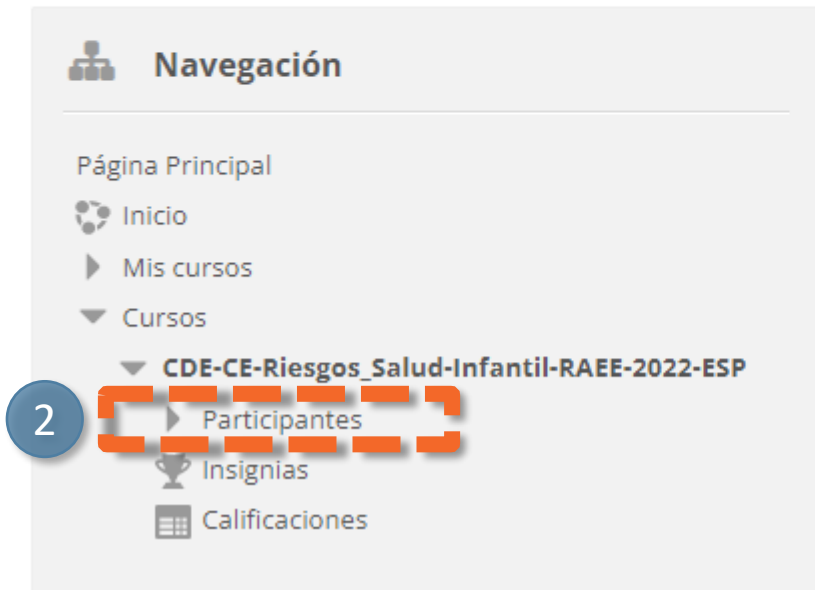 Navegación
Página Principal
Inicio
Mis cursos
Cursos
CDE-CE-Riesgos_Salud-Infantil-RAEE-2022-ESP
2
Participantes
Insignias
Calificaciones